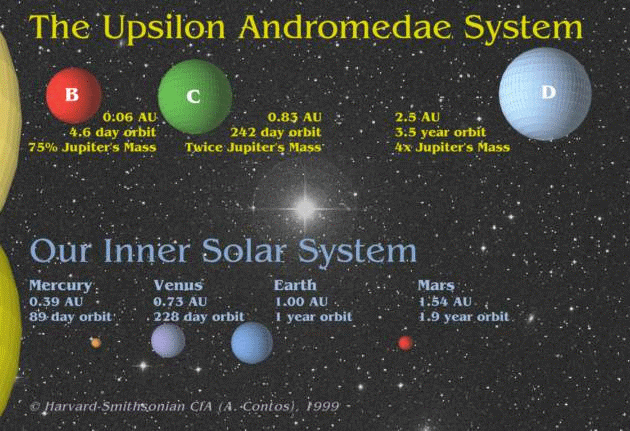 The Upsilon Andromedae System
B
C
D
0.06 AU
4.6 day orbit
75% Jupiter's Mass
0.83 AU
242 day orbit
Twice Jupiter's Mass
2.5 AU
3.5 year orbit
4x Jupiter's Mass
Our Inner Solar System
Mercury
0.39 AU
89 day orbit
Venus
0.73 AU
228 day orbit
Earth
1.00 AU
1 year orbit
Mars
1.54 AU
1.9 year orbit
© Harvard-Smithsonian CfA (A. Contos), 1999